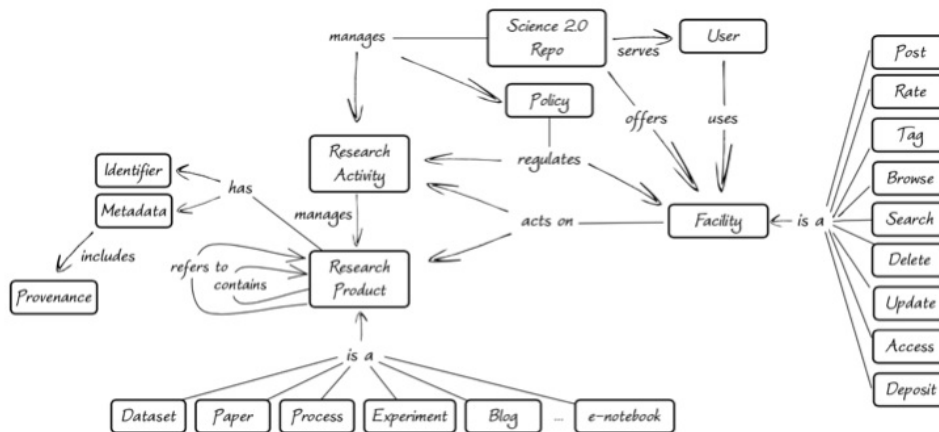 manages
Science 2.0
Repo
serves
User
Post
Rate
Policy
offers
uses
Tag
Research
Activity
regulates
Identifier
has
Browse
Metadata
manages
acts on
Facility
is a
Search
includes
refers to
contains
Research
Product
Delete
Provenance
Update
is a
Access
Deposit
Dataset
Paper
Process
Experiment
Blog
...
e-notebook